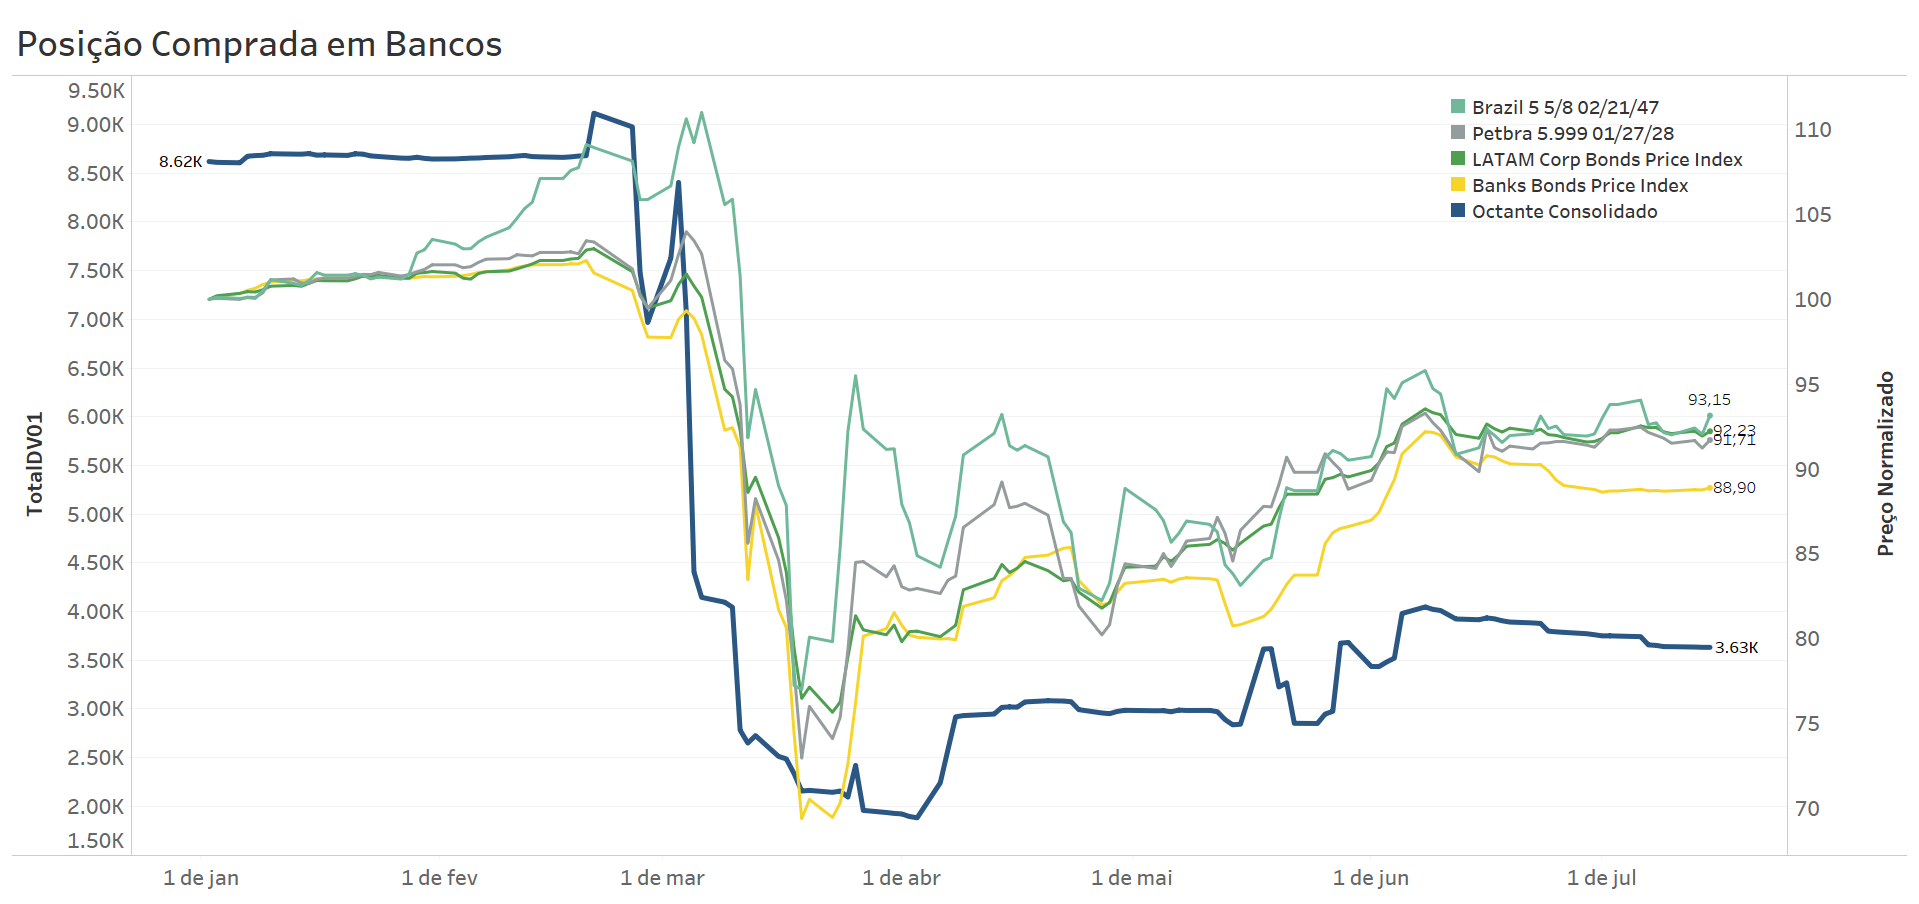 Posição Comprada em Bancos
9.50K
9.00K
8.50K
8.00K
7.50K
7.00K
6.50K
6.00K
5.50K
5.00K
4.50K
4.00K
3.50K
3.00K
2.50K
2.00K
1.50K
TotalDV01
8.62K
Brazil 5 5/8 02/21/47
Petbra 5.999 01/27/28
LATAM Corp Bonds Price Index
Banks Bonds Price Index
Octante Consolidado
93,15
92,23
91,71
88,90
3.63K
110
105
100
95
90
85
80
75
70
Preço Normalizado
1 de jan
1 de fev
1 de mar
1 de abr
1 de mai
1 de jun
1 de jul